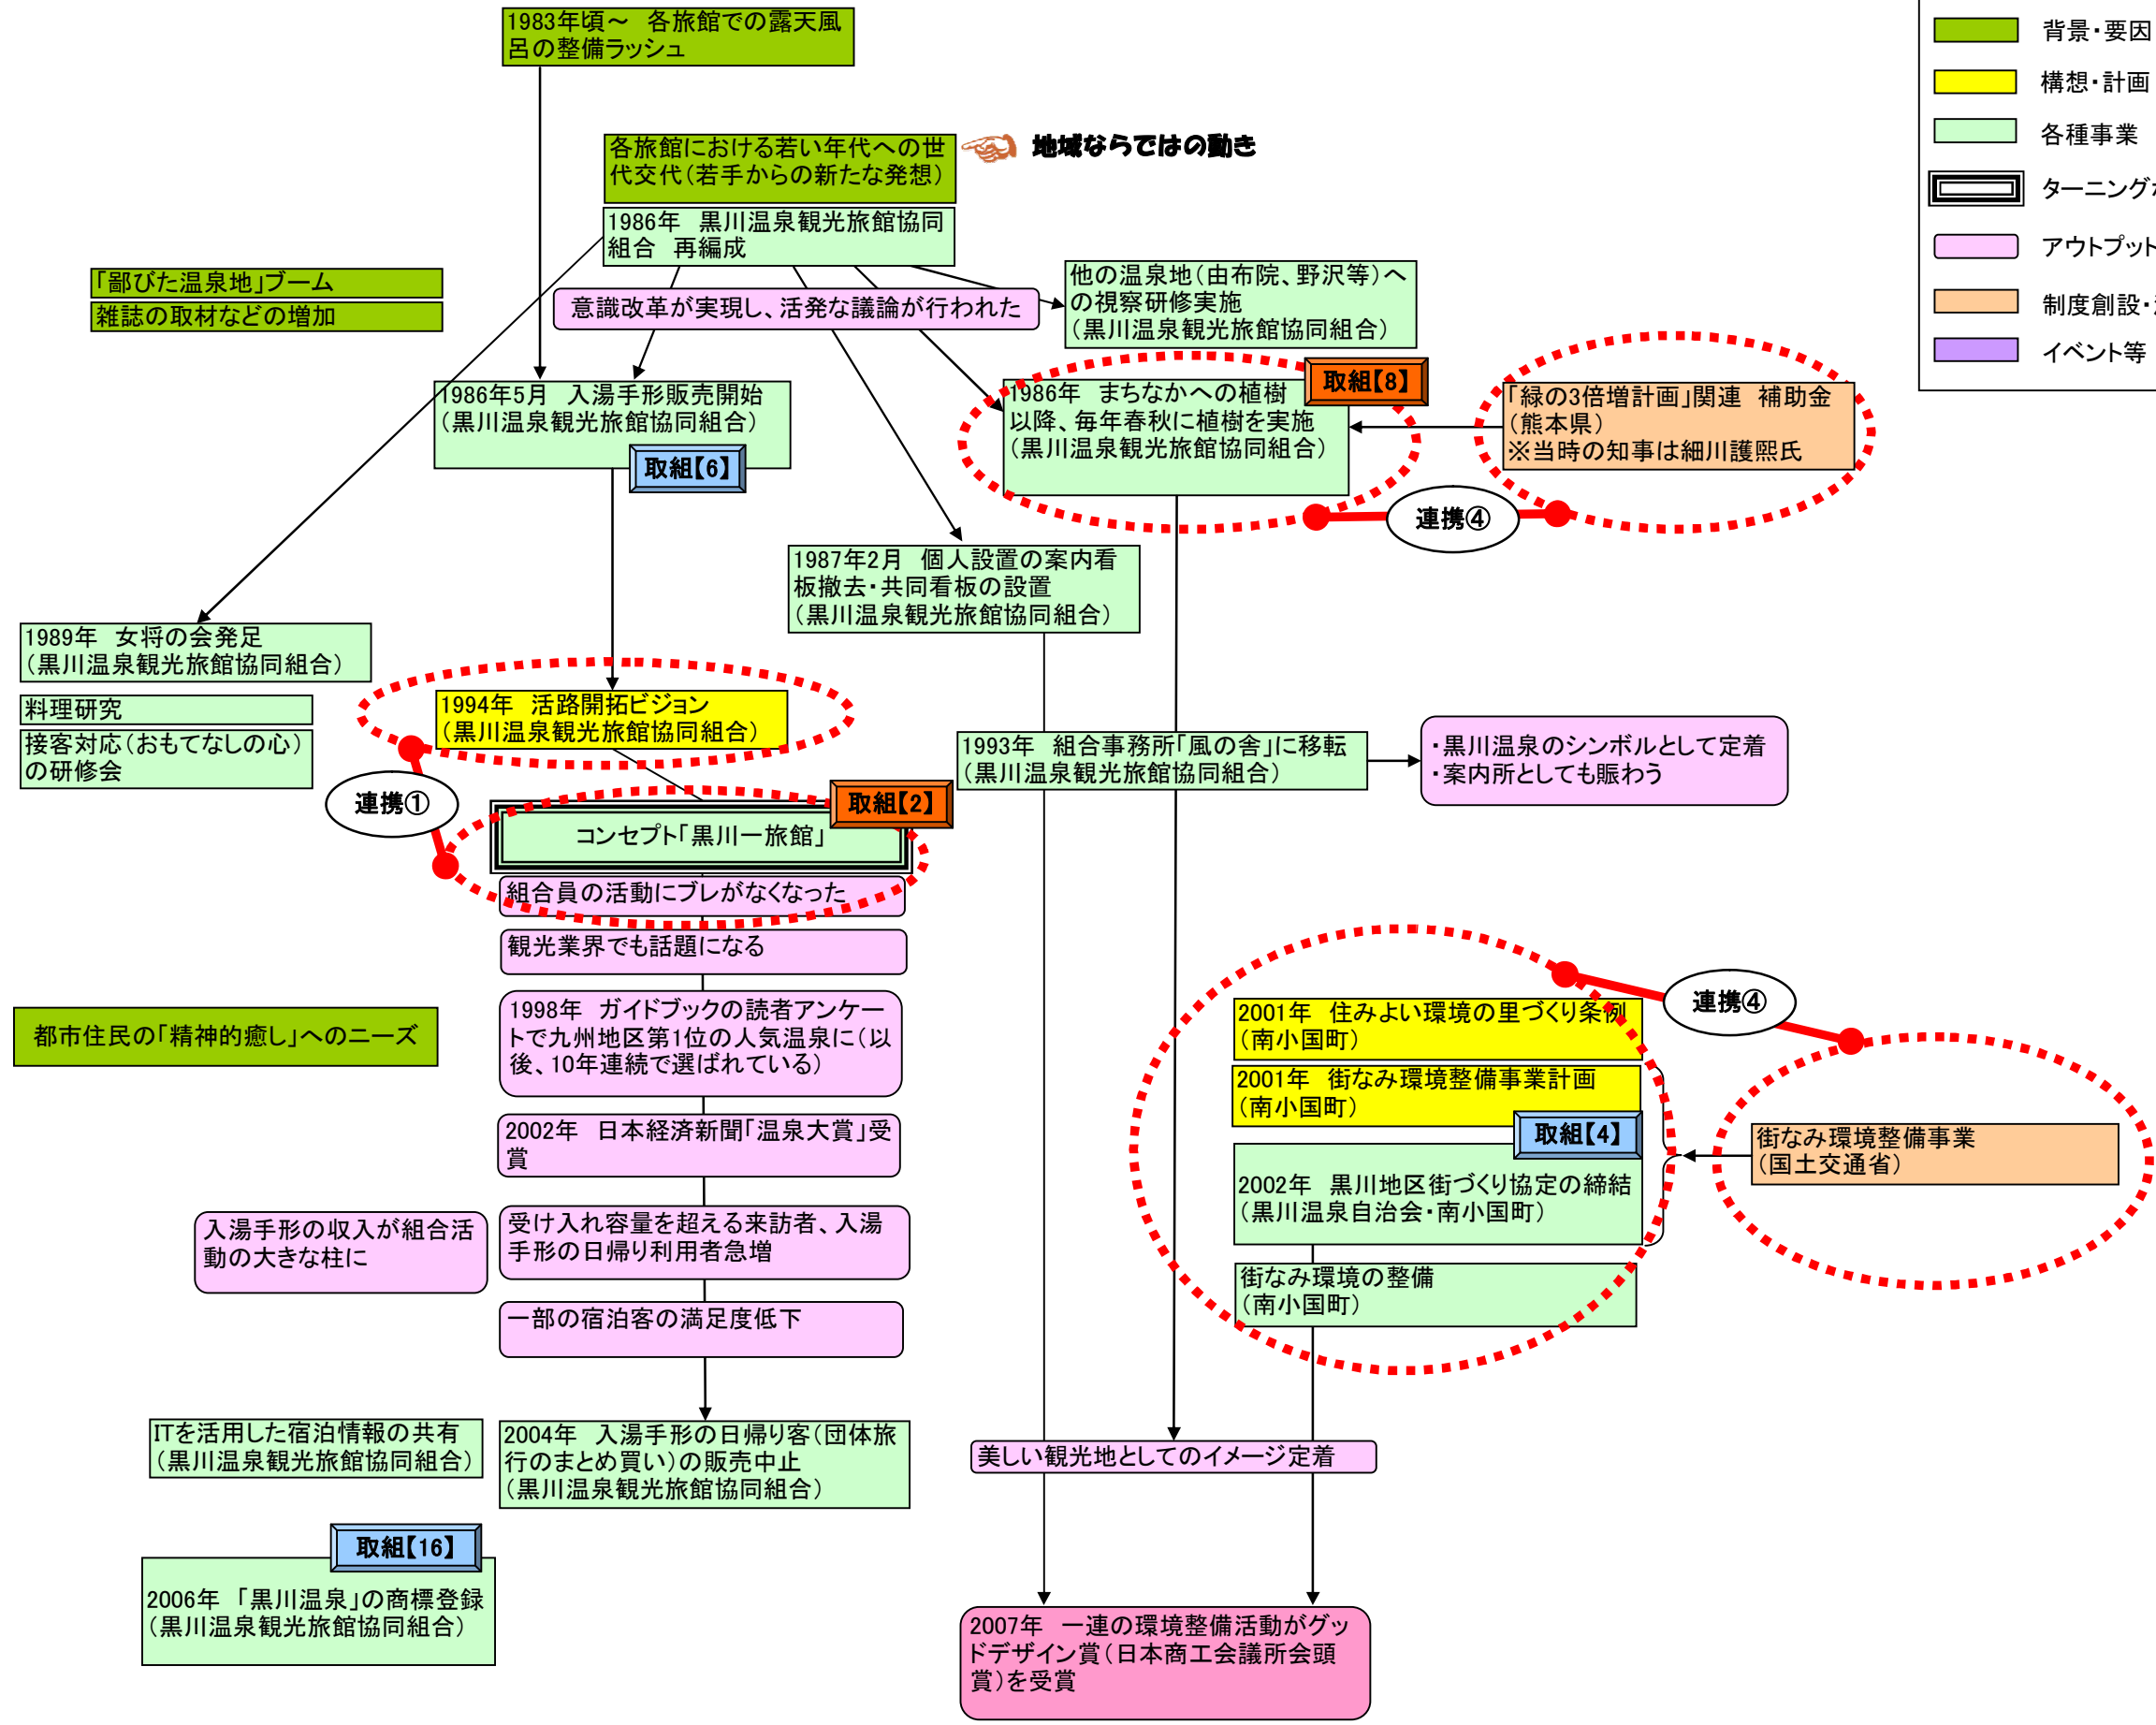 1983年頃～　各旅館での露天風
呂の整備ラッシュ
各旅館における若い年代への世
代交代（若手からの新たな発想）
地域ならではの動き
1986年　黒川温泉観光旅館協同
組合　再編成
「鄙びた温泉地」ブーム
雑誌の取材などの増加
意識改革が実現し、活発な議論が行われた
他の温泉地（由布院、野沢等）へ
の視察研修実施
（黒川温泉観光旅館協同組合）
1986年5月　入湯手形販売開始
（黒川温泉観光旅館協同組合）
取組【6】
1986年　まちなかへの植樹
以降、毎年春秋に植樹を実施
（黒川温泉観光旅館協同組合）
取組【8】
「緑の3倍増計画」関連　補助金
（熊本県）
※当時の知事は細川護煕氏
連携④
1987年2月　個人設置の案内看
板撤去・共同看板の設置
（黒川温泉観光旅館協同組合）
1989年　女将の会発足
（黒川温泉観光旅館協同組合）
料理研究
接客対応（おもてなしの心）
の研修会
1994年　活路開拓ビジョン
（黒川温泉観光旅館協同組合）
連携①
取組【2】
コンセプト「黒川一旅館」
組合員の活動にブレがなくなった
1993年　組合事務所「風の舎」に移転
（黒川温泉観光旅館協同組合）
・黒川温泉のシンボルとして定着
・案内所としても賑わう
観光業界でも話題になる
都市住民の「精神的癒し」へのニーズ
1998年　ガイドブックの読者アンケー
トで九州地区第1位の人気温泉に（以
後、10年連続で選ばれている）
2002年　日本経済新聞「温泉大賞」受
賞
入湯手形の収入が組合活
動の大きな柱に
受け入れ容量を超える来訪者、入湯
手形の日帰り利用者急増
一部の宿泊客の満足度低下
連携④
2001年　住みよい環境の里づくり条例
（南小国町）
2001年　街なみ環境整備事業計画
（南小国町）
取組【4】
2002年　黒川地区街づくり協定の締結
（黒川温泉自治会・南小国町）
街なみ環境整備事業
（国土交通省）
街なみ環境の整備
（南小国町）
ITを活用した宿泊情報の共有
（黒川温泉観光旅館協同組合）
2004年　入湯手形の日帰り客（団体旅
行のまとめ買い）の販売中止
（黒川温泉観光旅館協同組合）
美しい観光地としてのイメージ定着
取組【16】
2006年　「黒川温泉」の商標登録
（黒川温泉観光旅館協同組合）
2007年　一連の環境整備活動がグッ
ドデザイン賞（日本商工会議所会頭
賞）を受賞
背景・要因
構想・計画
各種事業
ターニング
アウトプット
制度創設・
イベント等